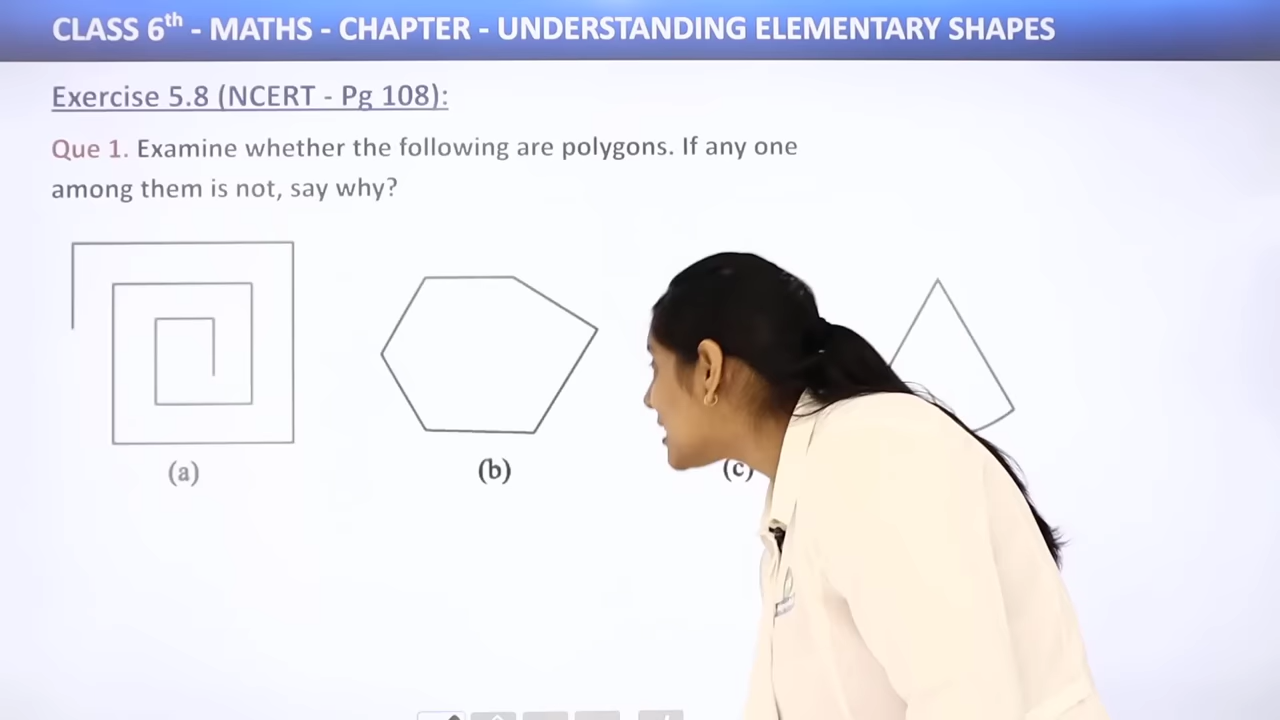 CLASS 6th - MATHS - CHAPTER - UNDERSTANDING ELEMENTARY SHAPES
Exercise 5.8 (NCERT - Pg 108):
Que 1. Examine whether the following are polygons. If any one
among them is not, say why?
(a)
(b)
(c)